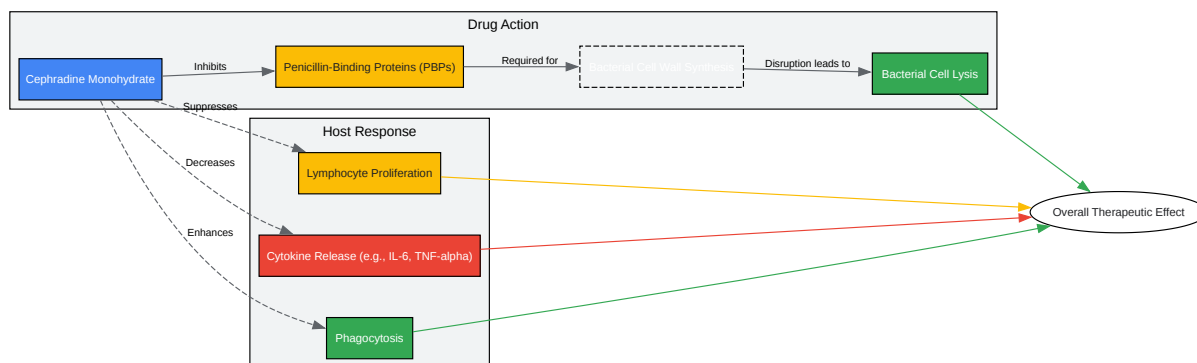 Drug Action
Cephradine Monohydrate
Inhibits
Penicillin-Binding Proteins (PBPs)
Required for
Bacterial Cell Wall Synthesis
Disruption leads to
Bacterial Cell Lysis
Suppresses
Host Response
Lymphocyte Proliferation
Decreases
Overall Therapeutic Effect
Enhances
Cytokine Release (e.g., IL-6, TNF-alpha)
Phagocytosis